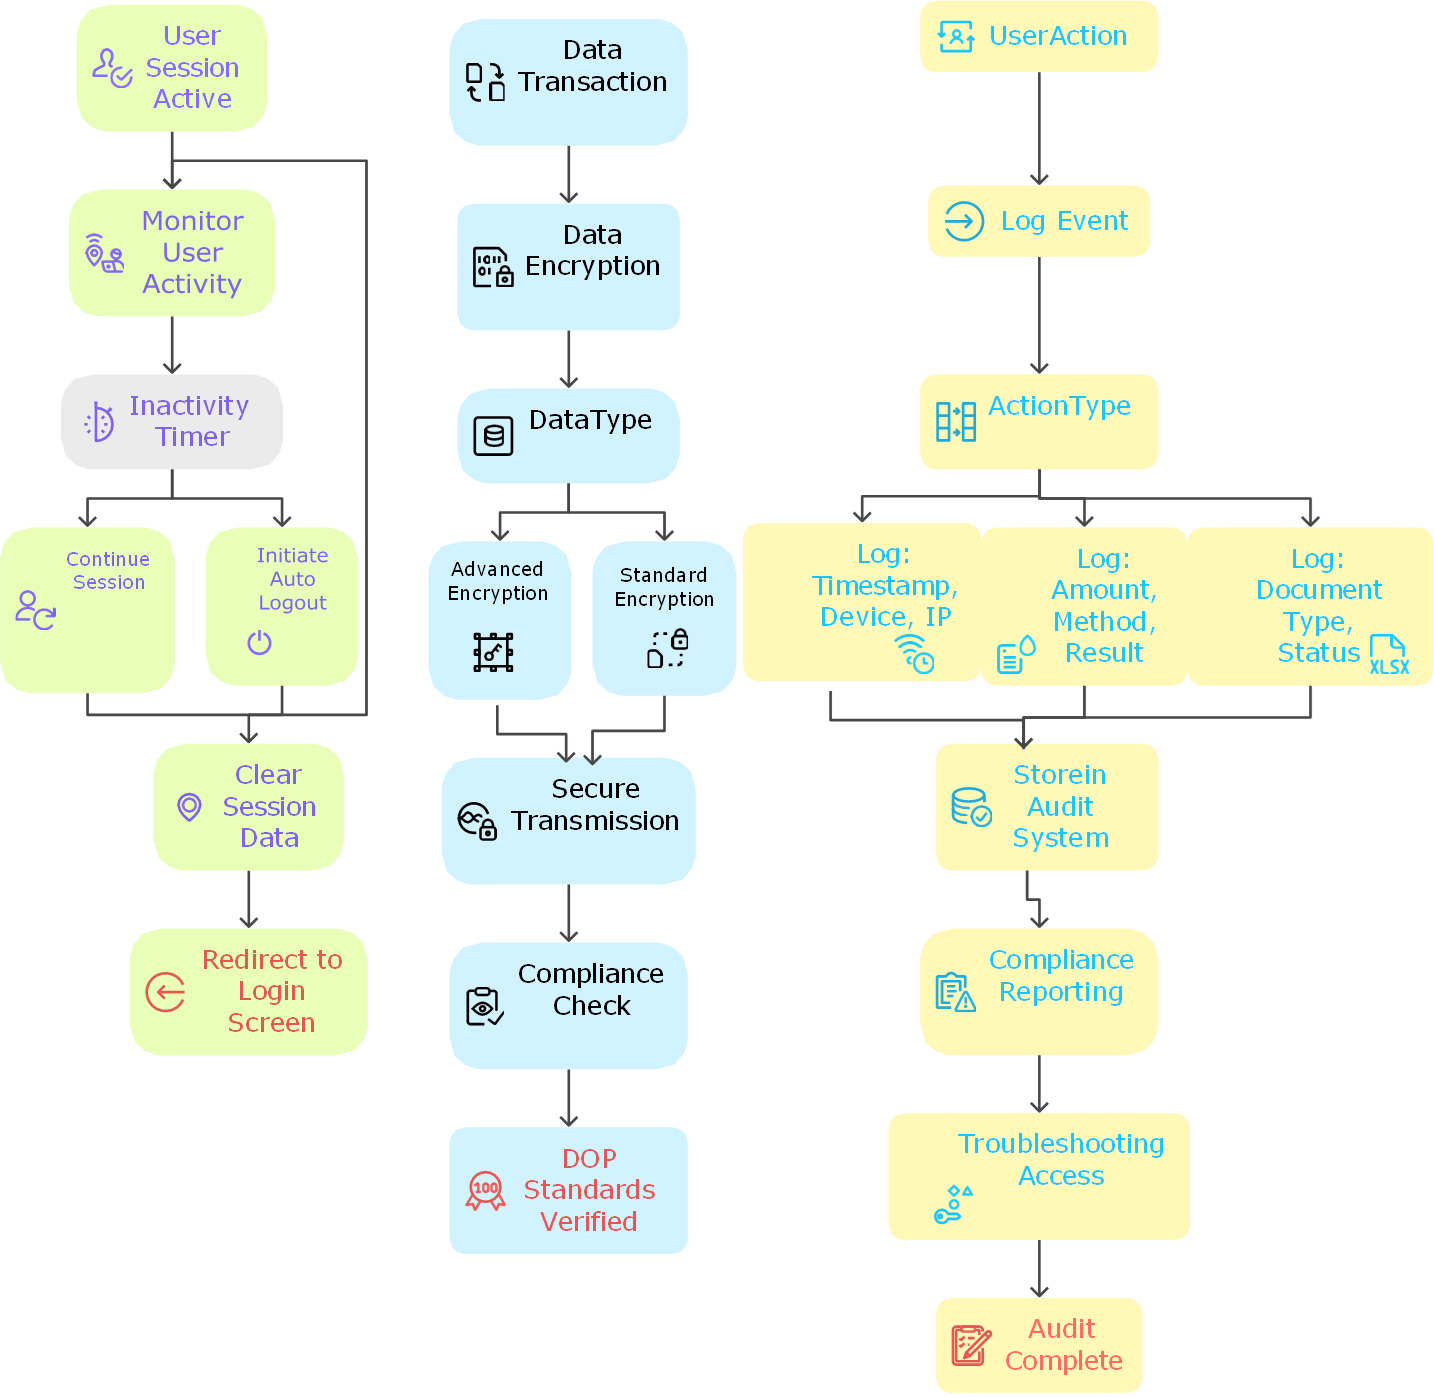 User
Session
Active
Monitor
User
Activity
Inactivity
Timer
Continue
Session
Initiate
Auto
Logout
Clear
Session
Data
Redirect to
Login
Screen
Data
Transaction
Data
Encryption
DataType
Advanced
Encryption
Standard
Encryption
Secure
Transmission
Compliance
Check
DOP
Standards
Verified
100
UserAction
Log Event
ActionType
Log:
Timestamp,
Device, IP
Log:
Amount,
Method,
Result
Log:
Document
Type,
Status
XLSX
Storein
Audit
System
Compliance
Reporting
Troubleshooting
Access
Audit
Complete